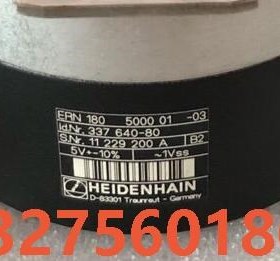 ERN 180 5000 01 -03
Id.Nr. 337 640-80
S.Nr. 11 229 200 A B2
5V+-10% ~1Vss
HEIDENHAIN
D-83301 Traunreut - Germany
82756018